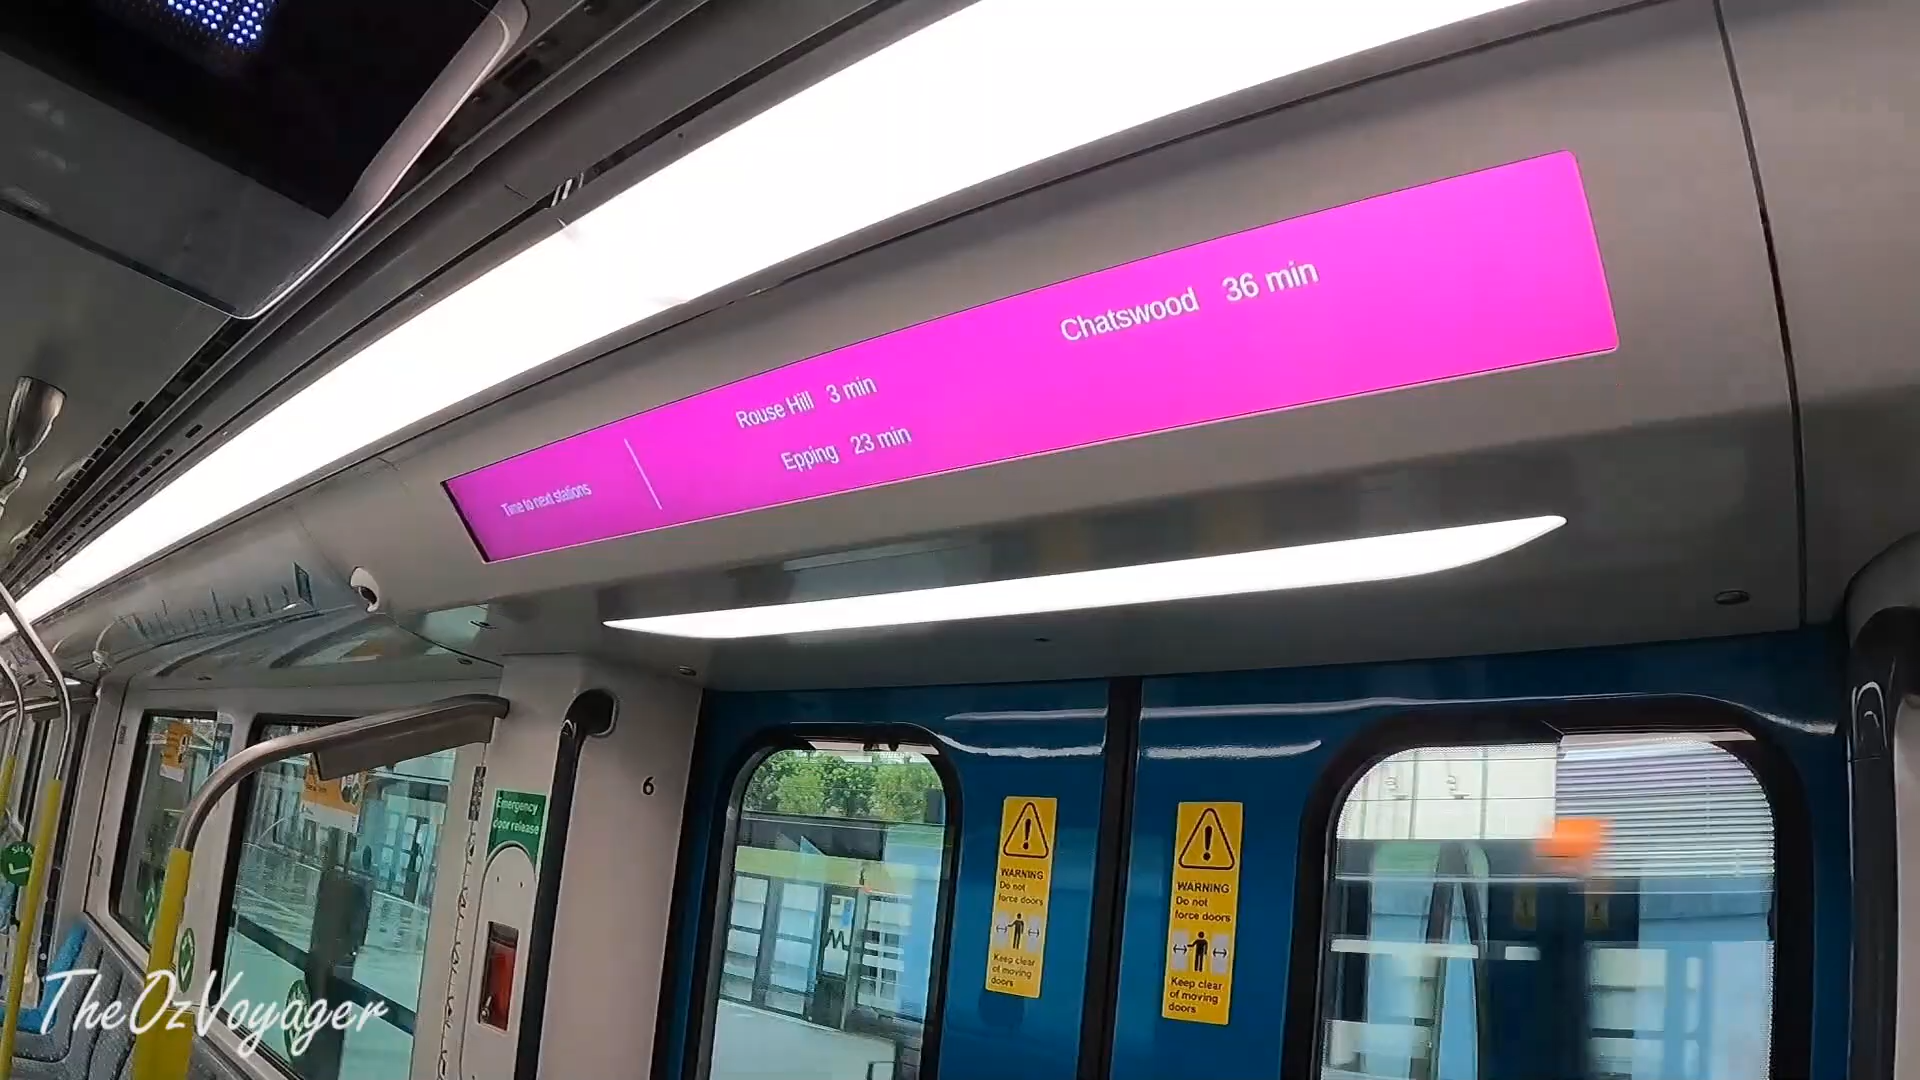 Time to next stations
Rouse Hill 3 min
Epping 23 min
Chatswood 36 min
6
Emergency
door release
WARNING
Do not
force doors
Keep clear
of moving
doors
WARNING
Do not
force doors
Keep clear
of moving
doors
TheOzVoyager